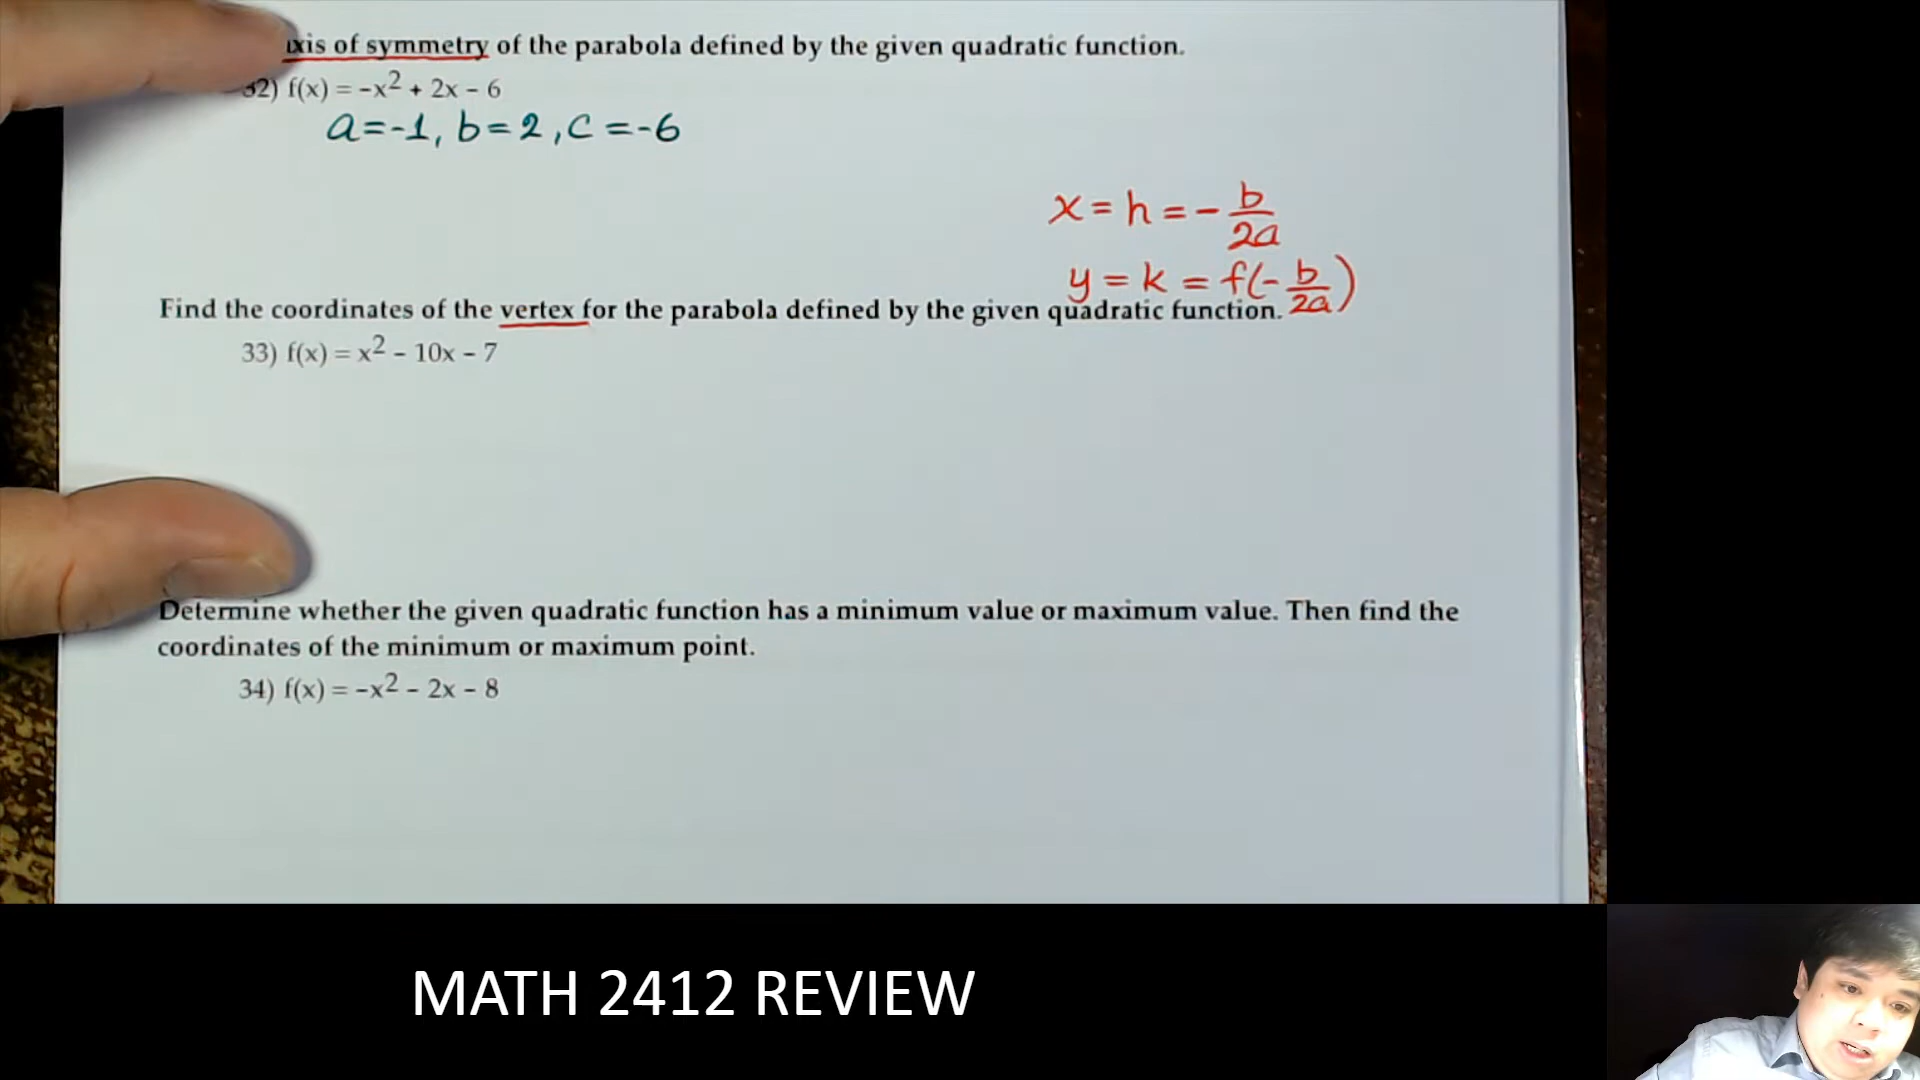 axis of symmetry of the parabola defined by the given quadratic function.
32) f(x) = -x² + 2x - 6
a=-1, b=2, c=-6
x = h = - b/2a
y = k = f(- b/2a)
Find the coordinates of the vertex for the parabola defined by the given quadratic function.
33) f(x) = x² - 10x - 7
Determine whether the given quadratic function has a minimum value or maximum value. Then find the
coordinates of the minimum or maximum point.
34) f(x) = -x² - 2x - 8
MATH 2412 REVIEW